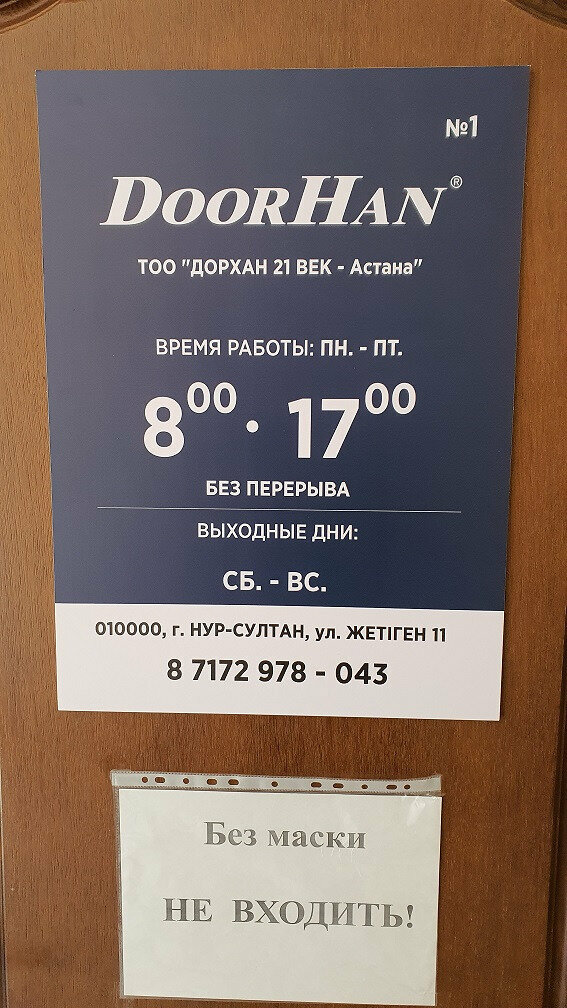 №1
DOORHAN®
ТОО "ДОРХАН 21 ВЕК - Астана"
ВРЕМЯ РАБОТЫ: ПН. - ПТ.
8⁰⁰ · 17⁰⁰
БЕЗ ПЕРЕРЫВА
ВЫХОДНЫЕ ДНИ:
СБ. - ВС.
010000, г. НУР-СУЛТАН, ул. ЖЕТІГЕН 11
8 7172 978 - 043
Без маски
НЕ ВХОДИТЬ!